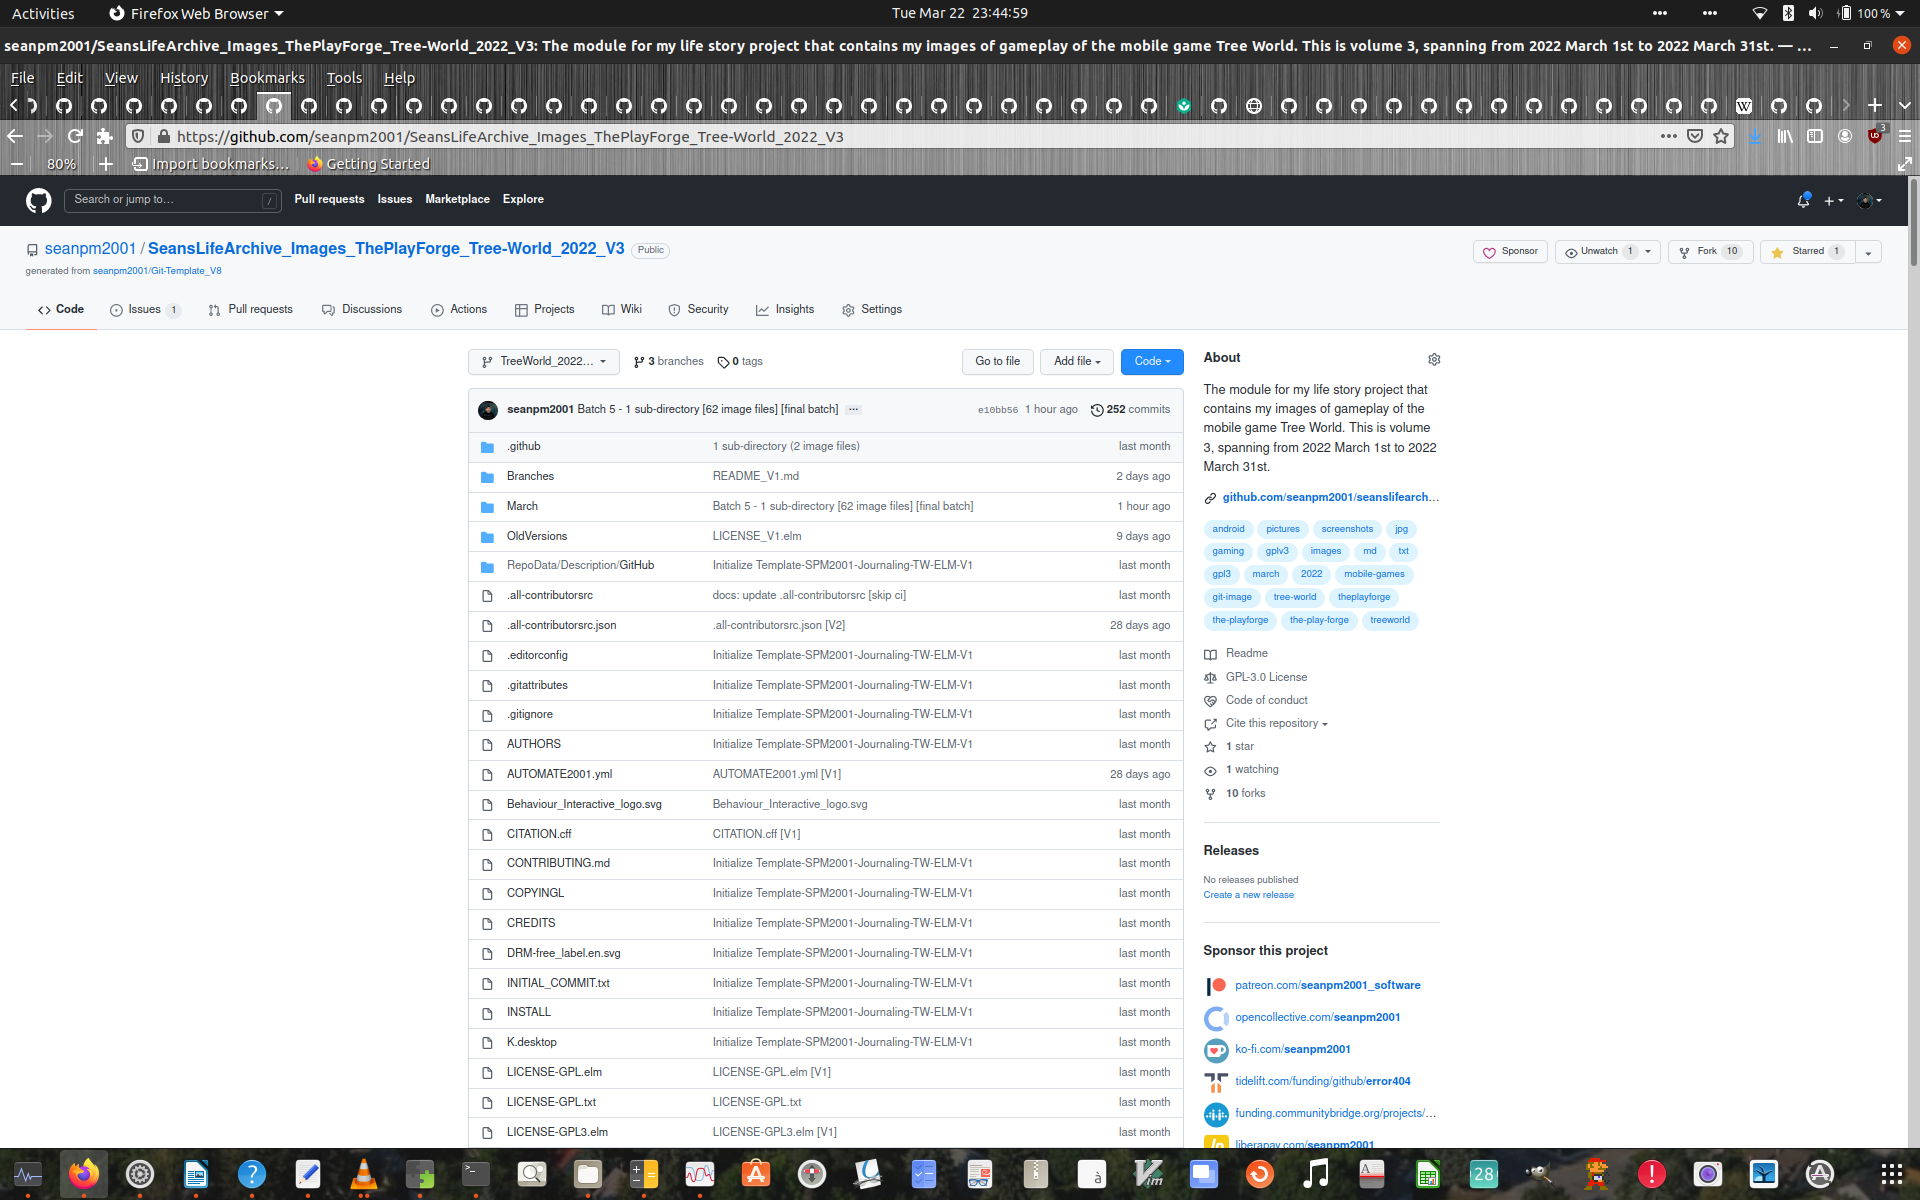 Activities
Firefox Web Browser
Tue Mar 22 23:44:59
100 %
seanpm2001/SeansLifeArchive_Images_ThePlayForge_Tree-World_2022_V3: The module for my life story project that contains my images of gameplay of the mobile game Tree World. This is volume 3, spanning from 2022 March 1st to 2022 March 31st. — ...
File Edit View History Bookmarks Tools Help
https://github.com/seanpm2001/SeansLifeArchive_Images_ThePlayForge_Tree-World_2022_V3
3
80% Import bookmarks... Getting Started
Search or jump to... / Pull requests Issues Marketplace Explore
seanpm2001 / SeansLifeArchive_Images_ThePlayForge_Tree-World_2022_V3 Public
generated from seanpm2001/Git-Template_V8
Sponsor Unwatch 1 Fork 10 Starred 1
Code Issues 1 Pull requests Discussions Actions Projects Wiki Security Insights Settings
TreeWorld_2022... 3 branches 0 tags Go to file Add file Code
seanpm2001 Batch 5 - 1 sub-directory [62 image files] [final batch] ... e10bb56 1 hour ago 252 commits
.github 1 sub-directory (2 image files) last month
Branches README_V1.md 2 days ago
March Batch 5 - 1 sub-directory [62 image files] [final batch] 1 hour ago
OldVersions LICENSE_V1.elm 9 days ago
RepoData/Description/GitHub Initialize Template-SPM2001-Journaling-TW-ELM-V1 last month
.all-contributorsrc docs: update .all-contributorsrc [skip ci] last month
.all-contributorsrc.json .all-contributorsrc.json [V2] 28 days ago
.editorconfig Initialize Template-SPM2001-Journaling-TW-ELM-V1 last month
.gitattributes Initialize Template-SPM2001-Journaling-TW-ELM-V1 last month
.gitignore Initialize Template-SPM2001-Journaling-TW-ELM-V1 last month
AUTHORS Initialize Template-SPM2001-Journaling-TW-ELM-V1 last month
AUTOMATE2001.yml AUTOMATE2001.yml [V1] 28 days ago
Behaviour_Interactive_logo.svg Behaviour_Interactive_logo.svg last month
CITATION.cff CITATION.cff [V1] last month
CONTRIBUTING.md Initialize Template-SPM2001-Journaling-TW-ELM-V1 last month
COPYINGL Initialize Template-SPM2001-Journaling-TW-ELM-V1 last month
CREDITS Initialize Template-SPM2001-Journaling-TW-ELM-V1 last month
DRM-free_label.en.svg Initialize Template-SPM2001-Journaling-TW-ELM-V1 last month
INITIAL_COMMIT.txt Initialize Template-SPM2001-Journaling-TW-ELM-V1 last month
INSTALL Initialize Template-SPM2001-Journaling-TW-ELM-V1 last month
K.desktop Initialize Template-SPM2001-Journaling-TW-ELM-V1 last month
LICENSE-GPL.elm LICENSE-GPL.elm [V1] last month
LICENSE-GPL.txt LICENSE-GPL.txt last month
LICENSE-GPL3.elm LICENSE-GPL3.elm [V1] last month
About
The module for my life story project that
contains my images of gameplay of the
mobile game Tree World. This is volume
3, spanning from 2022 March 1st to 2022
March 31st.
github.com/seanpm2001/seanslifearch...
android pictures screenshots jpg
gaming gplv3 images md txt
gpl3 march 2022 mobile-games
git-image tree-world theplayforge
the-playforge the-play-forge treeworld
Readme
GPL-3.0 License
Code of conduct
Cite this repository
1 star
1 watching
10 forks
Releases
No releases published
Create a new release
Sponsor this project
patreon.com/seanpm2001_software
opencollective.com/seanpm2001
ko-fi.com/seanpm2001
tidelift.com/funding/github/error404
funding.communitybridge.org/projects/...
liberapay.com/seanpm2001
28